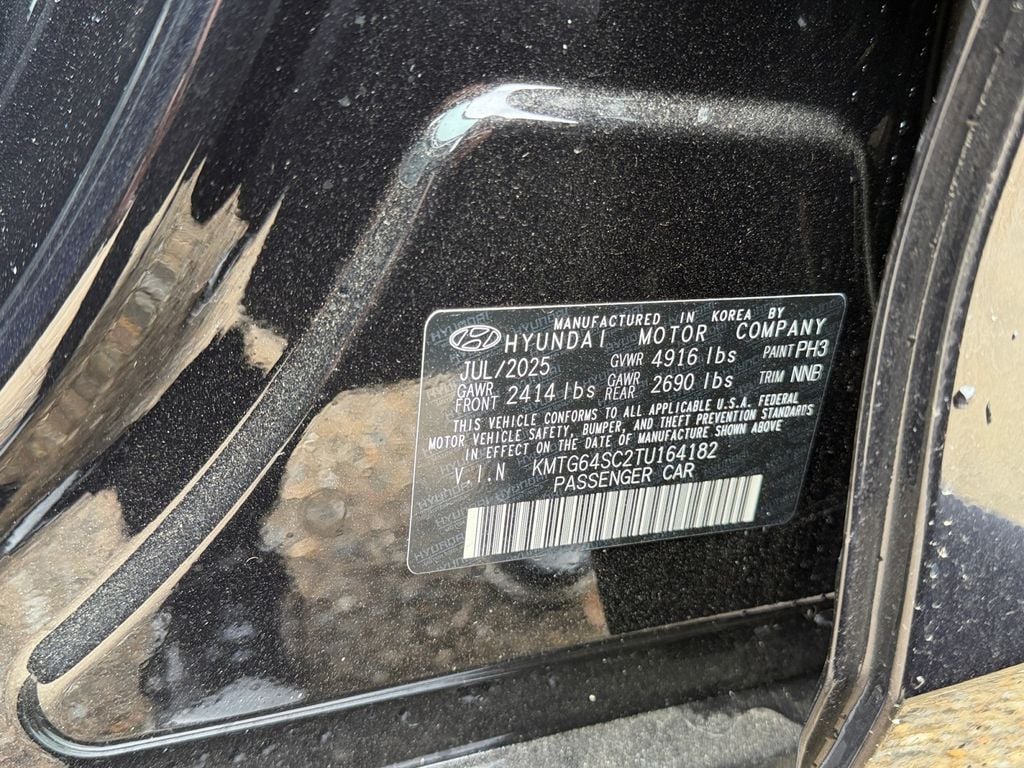 MANUFACTURED IN KOREA BY
HYUNDAI MOTOR COMPANY
JUL/2025 GVWR 4916 lbs PAINT PH3
GAWR FRONT 2414 lbs GAWR REAR 2690 lbs TRIM NNB
THIS VEHICLE CONFORMS TO ALL APPLICABLE U.S.A. FEDERAL
MOTOR VEHICLE SAFETY, BUMPER, AND THEFT PREVENTION STANDARDS
IN EFFECT ON THE DATE OF MANUFACTURE SHOWN ABOVE
V.I.N KMTG64SC2TU164182
PASSENGER CAR